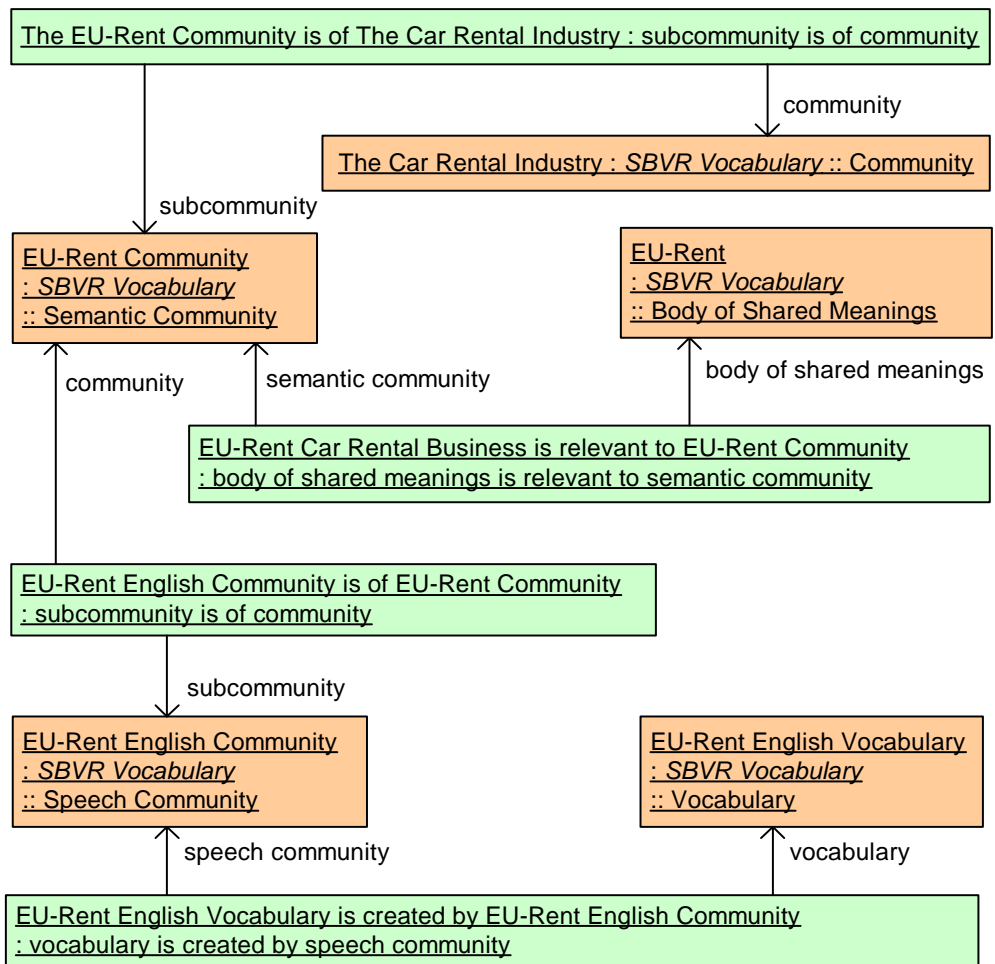 The EU-Rent Community is of The Car Rental Industry : subcommunity is of community
community
The Car Rental Industry : SBVR Vocabulary :: Community
subcommunity
EU-Rent Community
: SBVR Vocabulary
:: Semantic Community
EU-Rent
: SBVR Vocabulary
:: Body of Shared Meanings
community
semantic community
body of shared meanings
EU-Rent Car Rental Business is relevant to EU-Rent Community
: body of shared meanings is relevant to semantic community
EU-Rent English Community is of EU-Rent Community
: subcommunity is of community
subcommunity
EU-Rent English Community
: SBVR Vocabulary
:: Speech Community
EU-Rent English Vocabulary
: SBVR Vocabulary
:: Vocabulary
speech community
vocabulary
EU-Rent English Vocabulary is created by EU-Rent English Community
: vocabulary is created by speech community